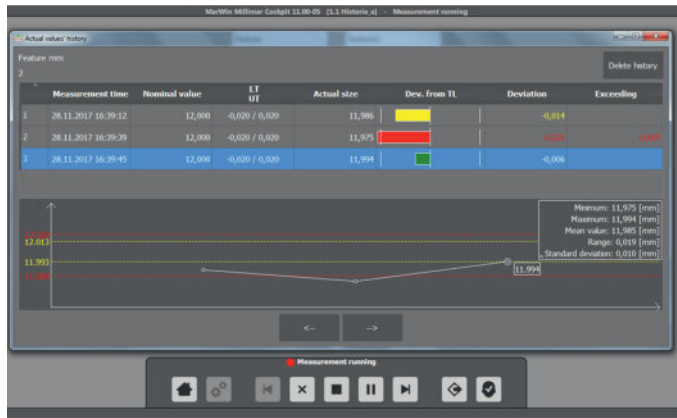 MarWin Millimar Cockpit 11.00-05 [1.1 Historie_a] - Measurement running
Actual values' history
Feature mm
2
Delete history
Measurement time Nominal value LT UT Actual size Dev. from TL Deviation Exceeding
1 28.11.2017 16:39:12 12,000 -0,020 / 0,020 11,986 -0,014
2 28.11.2017 16:39:39 12,000 -0,020 / 0,020 11,975
3 28.11.2017 16:39:45 12,000 -0,020 / 0,020 11,994 -0,006
Minimum: 11,975 [mm]
Maximum: 11,994 [mm]
Mean value: 11,985 [mm]
Range: 0,019 [mm]
Standard deviation: 0,010 [mm]
12.013
11.993
11.994
<-- -->
Measurement running